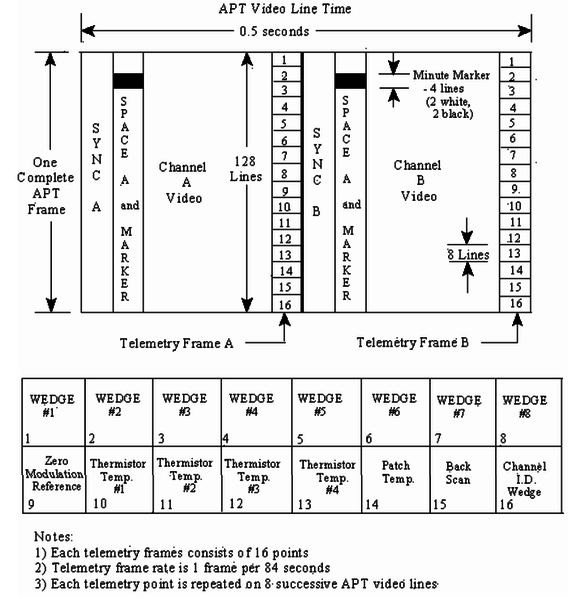 APT Video Line Time
0.5 seconds
One
Complete
APT
Frame
SYNC A
SPACE A and MARKER
Channel
A
Video
128
Lines
1
2
3
4
5
6
7
8
9
10
11
12
13
14
15
16
SYNC B
SPACE A and MARKER
Minute Marker
- 4 lines
(2 white,
2 black)
Channel
B
Video
8 Lines
1
2
3
4
5
6
7
8
9
10
11
12
13
14
15
16
Telemetry Frame A
Telemetry Frame B
WEDGE
#1
1
WEDGE
#2
2
WEDGE
#3
3
WEDGE
#4
4
WEDGE
#5
5
WEDGE
#6
6
WEDGE
#7
7
WEDGE
#8
8
Zero
Modulation
Reference
9
Thermistor
Temp.
#1
10
Thermistor
Temp.
#2
11
Thermistor
Temp.
#3
12
Thermistor
Temp.
#4
13
Patch
Temp.
14
Back
Scan
15
Channel
I.D.
Wedge
16
Notes:
1) Each telemetry frames consists of 16 points
2) Telemetry frame rate is 1 frame per 84 seconds
3) Each telemetry point is repeated on 8 successive APT video lines